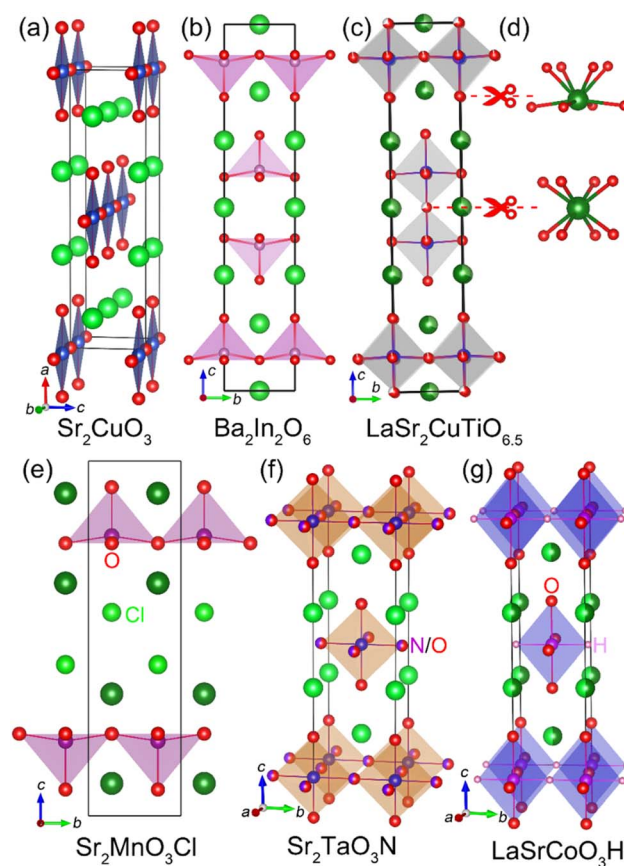 (a) (b) (c) (d)
a
b c
c
b
c
b
Sr₂CuO₃ Ba₂In₂O₆ LaSr₂CuTiO₆.₅
(e) (f) (g)
O
Cl
N/O
O
H
c
b
c
a b
c
a b
Sr₂MnO₃Cl Sr₂TaO₃N LaSrCoO₃H